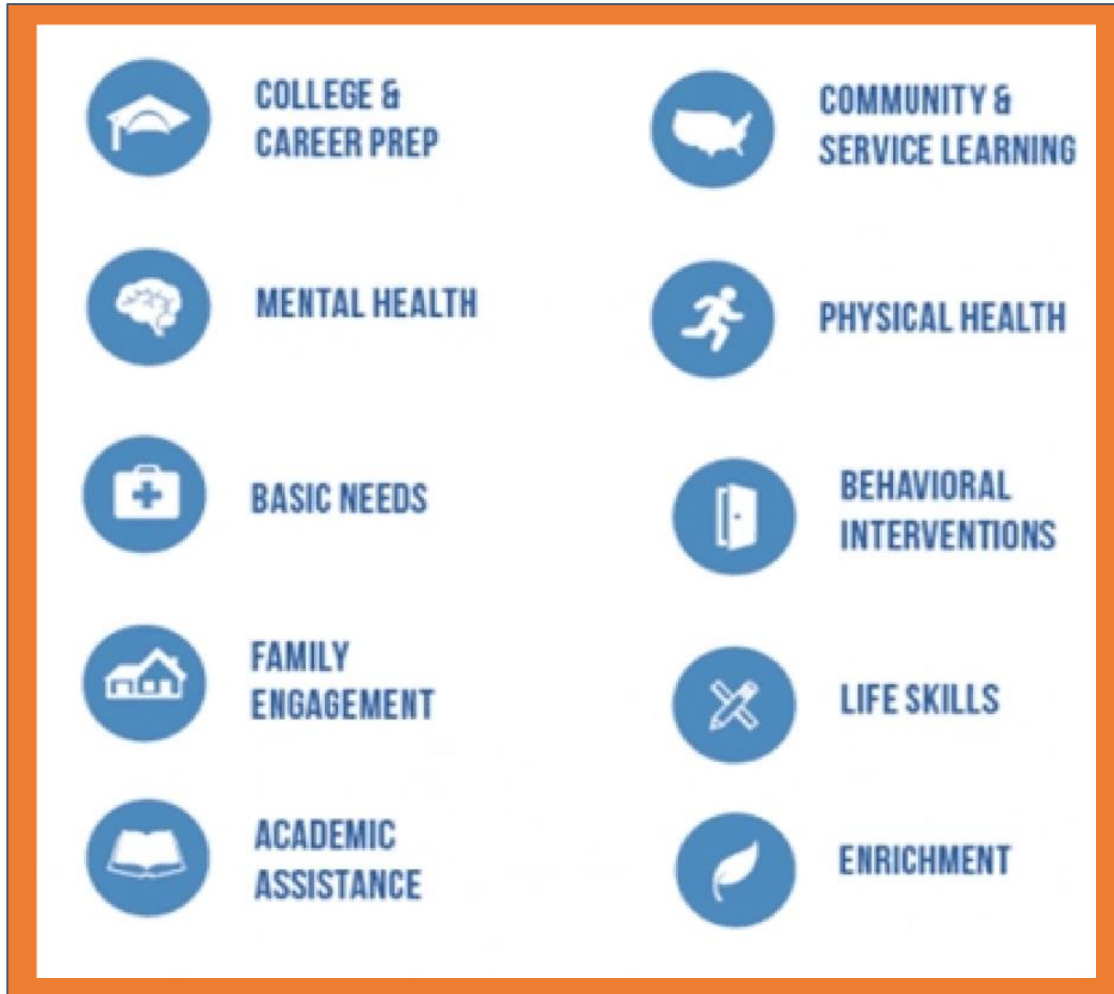 COLLEGE &
CAREER PREP
MENTAL HEALTH
BASIC NEEDS
FAMILY
ENGAGEMENT
ACADEMIC
ASSISTANCE
COMMUNITY &
SERVICE LEARNING
PHYSICAL HEALTH
BEHAVIORAL
INTERVENTIONS
LIFE SKILLS
ENRICHMENT